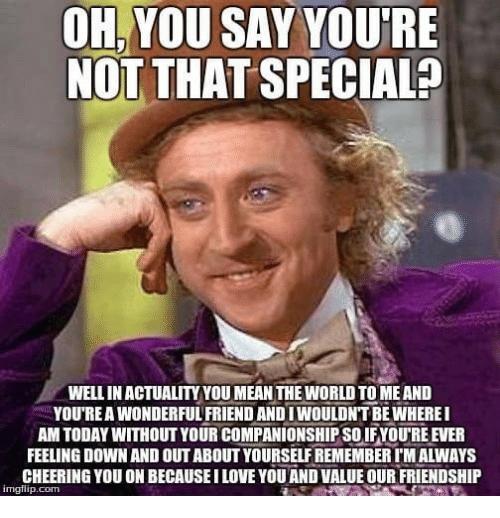 OH, YOU SAY YOU'RE
NOT THAT SPECIAL?
WELL IN ACTUALITY YOU MEAN THE WORLD TO ME AND
YOU'RE A WONDERFUL FRIEND AND I WOULDN'T BE WHERE I
AM TODAY WITHOUT YOUR COMPANIONSHIP SO IF YOU'RE EVER
FEELING DOWN AND OUT ABOUT YOURSELF REMEMBER I'M ALWAYS
CHEERING YOU ON BECAUSE I LOVE YOU AND VALUE OUR FRIENDSHIP
imgflip.com